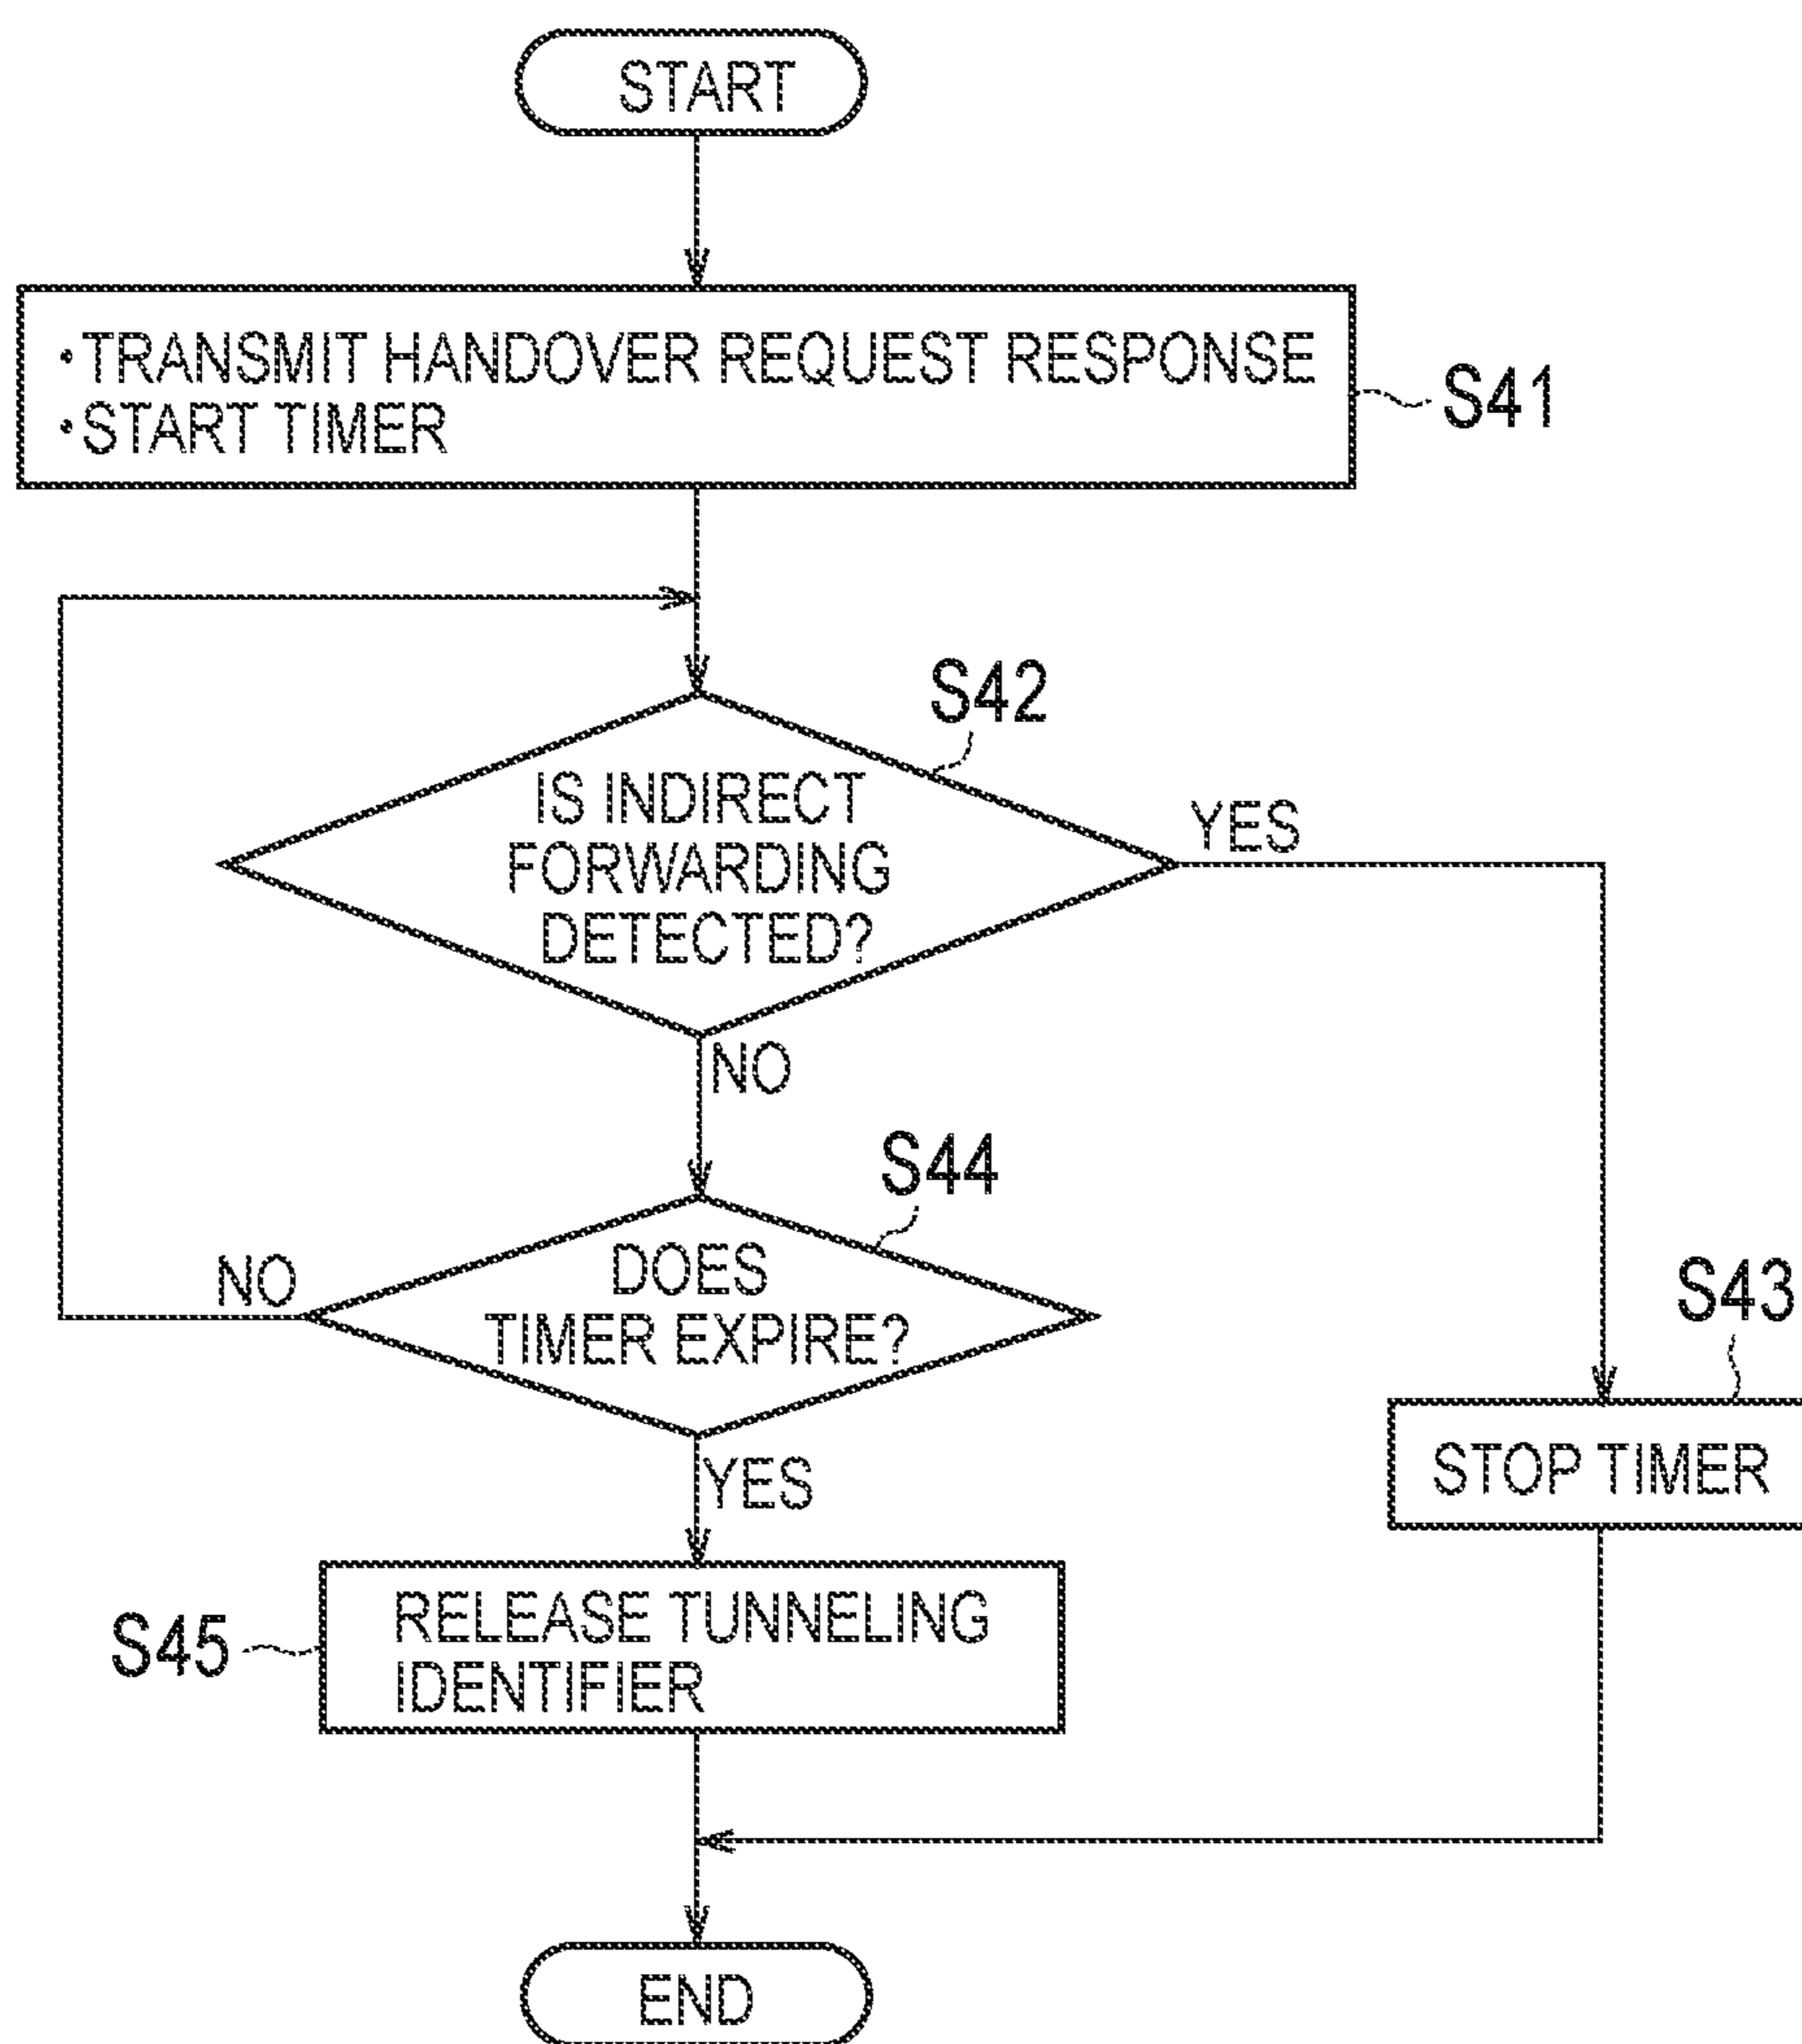 START
・TRANSMIT HANDOVER REQUEST RESPONSE
・START TIMER
S41
S42
IS INDIRECT
FORWARDING
DETECTED?
YES
NO
S44
DOES
TIMER EXPIRE?
NO
YES
S43
STOP TIMER
S45
RELEASE TUNNELING
IDENTIFIER
END